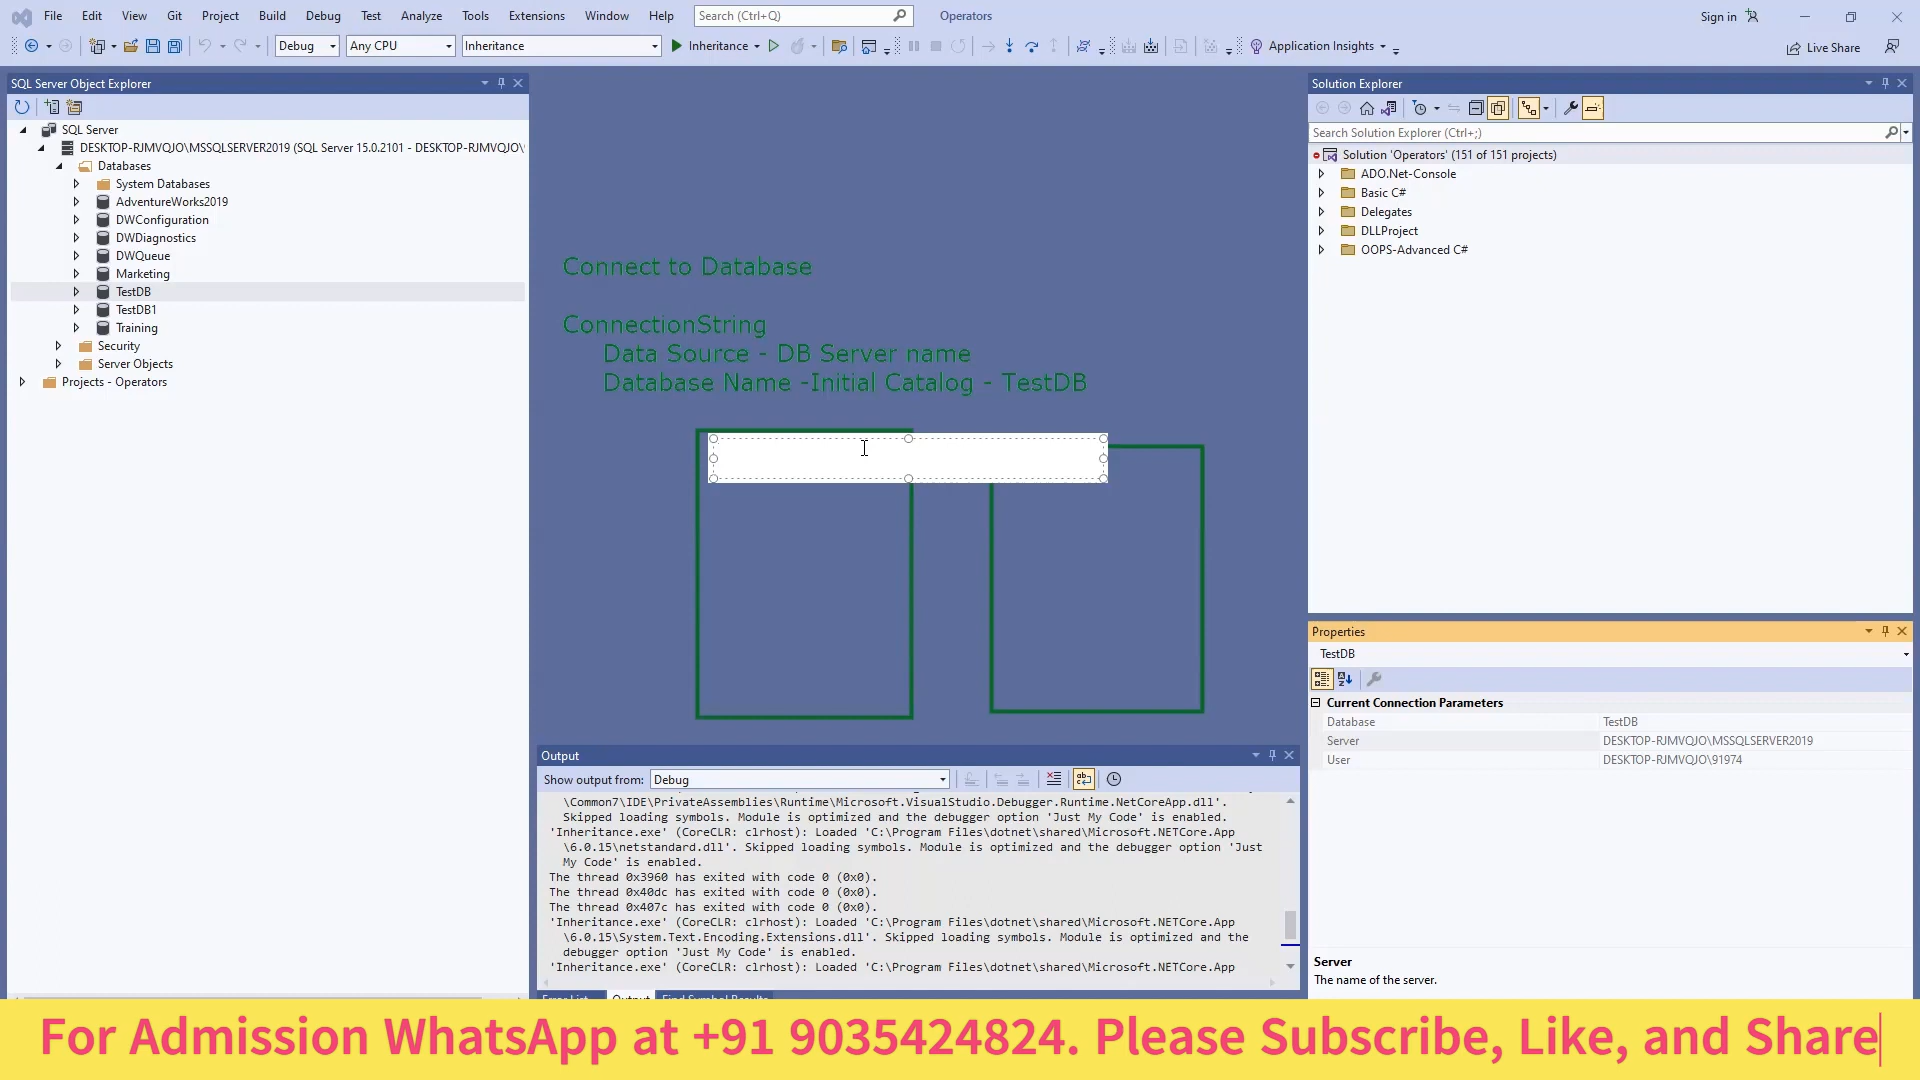 File Edit View Git Project Build Debug Test Analyze Tools Extensions Window Help Search (Ctrl+Q) Operators Sign in
Debug Any CPU Inheritance Inheritance Application Insights Live Share
SQL Server Object Explorer
SQL Server
DESKTOP-RJMVQJO\MSSQLSERVER2019 (SQL Server 15.0.2101 - DESKTOP-RJMVQJO\
Databases
System Databases
AdventureWorks2019
DWConfiguration
DWDiagnostics
DWQueue
Marketing
TestDB
TestDB1
Training
Security
Server Objects
Projects - Operators
Connect to Database
ConnectionString
Data Source - DB Server name
Database Name -Initial Catalog - TestDB
Output
Show output from: Debug
\Common7\IDE\PrivateAssemblies\Runtime\Microsoft.VisualStudio.Debugger.Runtime.NetCoreApp.dll'.
Skipped loading symbols. Module is optimized and the debugger option 'Just My Code' is enabled.
'Inheritance.exe' (CoreCLR: clrhost): Loaded 'C:\Program Files\dotnet\shared\Microsoft.NETCore.App
\6.0.15\netstandard.dll'. Skipped loading symbols. Module is optimized and the debugger option 'Just
My Code' is enabled.
The thread 0x3960 has exited with code 0 (0x0).
The thread 0x40dc has exited with code 0 (0x0).
The thread 0x407c has exited with code 0 (0x0).
'Inheritance.exe' (CoreCLR: clrhost): Loaded 'C:\Program Files\dotnet\shared\Microsoft.NETCore.App
\6.0.15\System.Text.Encoding.Extensions.dll'. Skipped loading symbols. Module is optimized and the
debugger option 'Just My Code' is enabled.
'Inheritance.exe' (CoreCLR: clrhost): Loaded 'C:\Program Files\dotnet\shared\Microsoft.NETCore.App
Error List Output Find Symbol Results
Solution Explorer
Search Solution Explorer (Ctrl+;)
Solution 'Operators' (151 of 151 projects)
ADO.Net-Console
Basic C#
Delegates
DLLProject
OOPS-Advanced C#
Properties
TestDB
Current Connection Parameters
Database TestDB
Server DESKTOP-RJMVQJO\MSSQLSERVER2019
User DESKTOP-RJMVQJO\91974
Server
The name of the server.
For Admission WhatsApp at +91 9035424824. Please Subscribe, Like, and Share